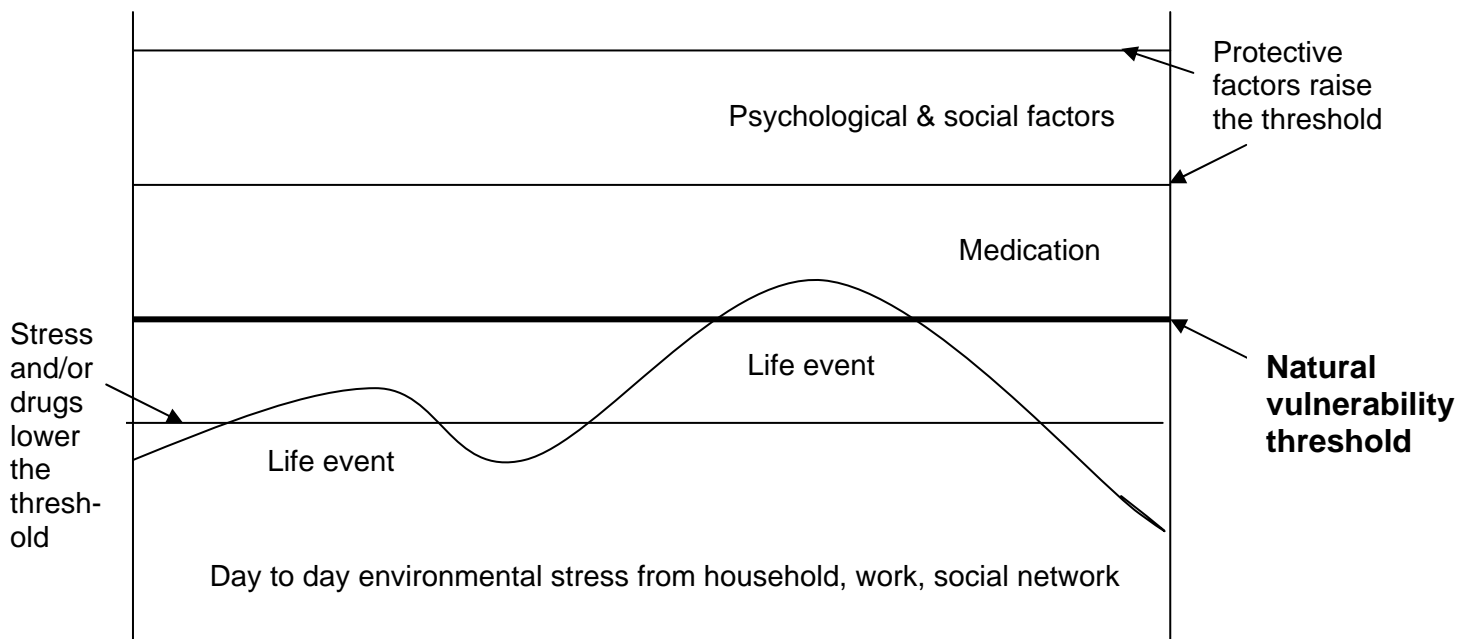 Protective
factors raise
the threshold
Psychological & social factors
Medication
Stress
and/or
drugs
lower
the
thresh-
old
Life event
Natural
vulnerability
threshold
Life event
Day to day environmental stress from household, work, social network